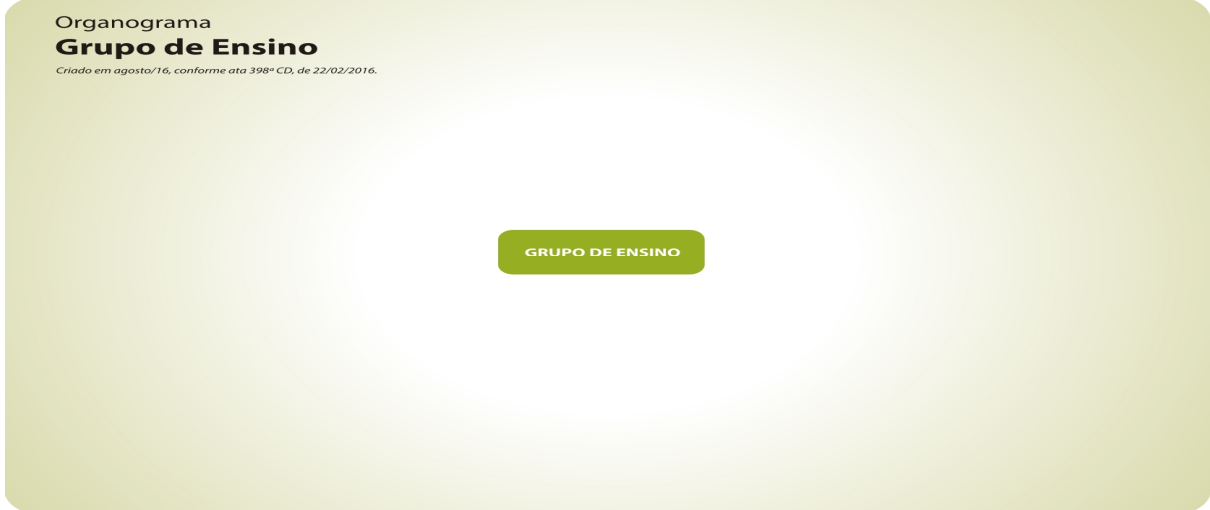 Organograma
Grupo de Ensino
Criado em agosto/16, conforme ata 398ª CD, de 22/02/2016.
GRUPO DE ENSINO